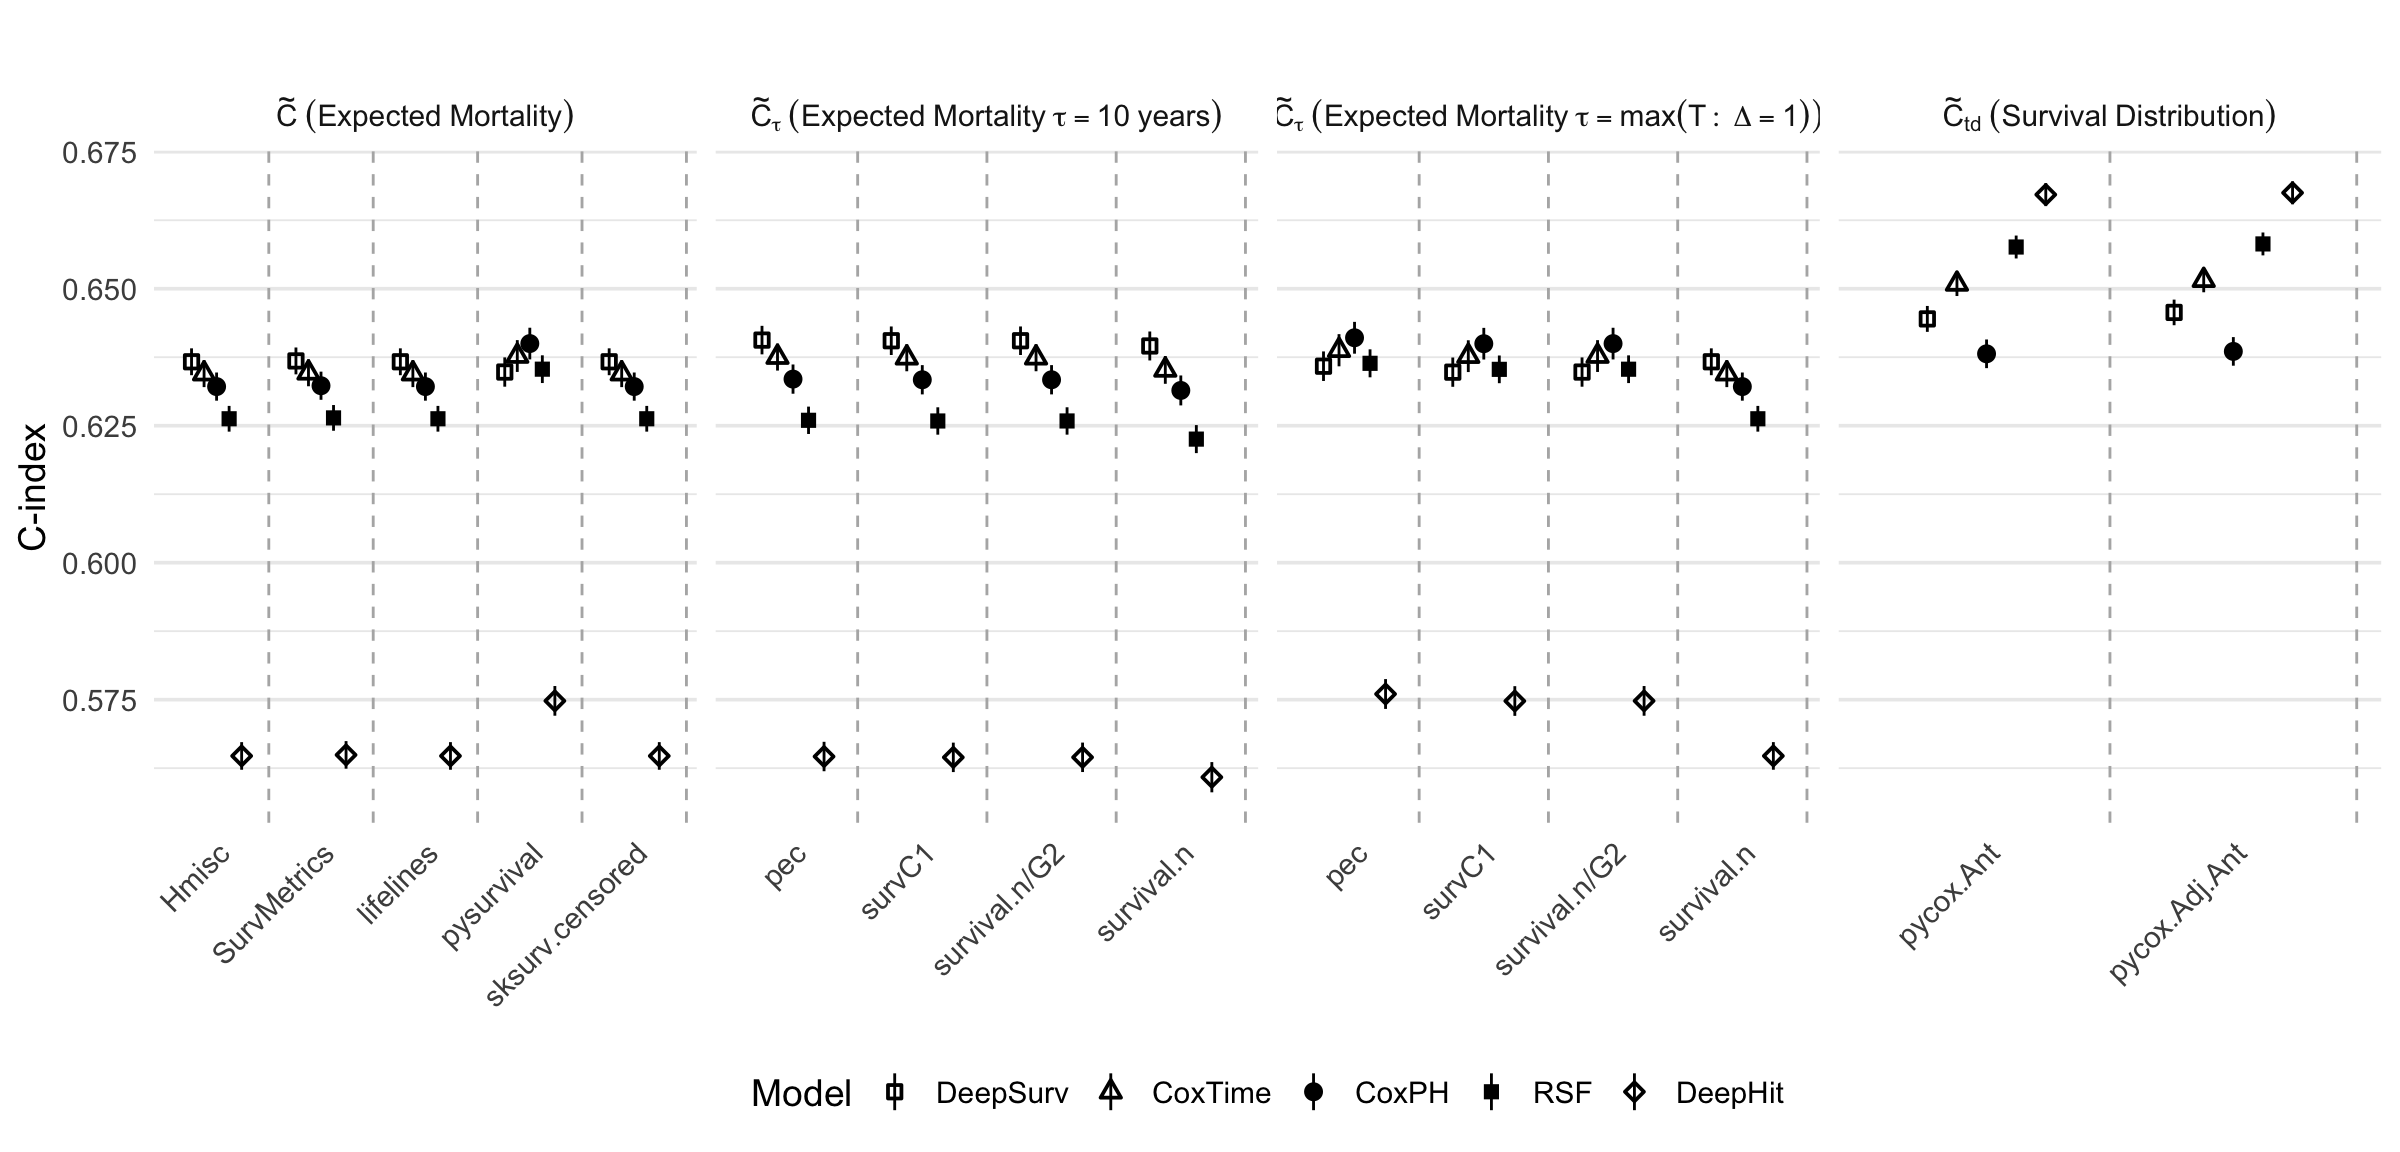 C̃ (Expected Mortality)
C̃τ (Expected Mortality τ = 10 years)
C̃τ (Expected Mortality τ = max(T : Δ = 1))
C̃td (Survival Distribution)
C-index
0.675
0.650
0.625
0.600
0.575
Hmisc
SurvMetrics
lifelines
pysurvival
sksurv.censored
pec
survC1
survival.n/G2
survival.n
pec
survC1
survival.n/G2
survival.n
pycox.Ant
pycox.Adj.Ant
Model DeepSurv CoxTime CoxPH RSF DeepHit